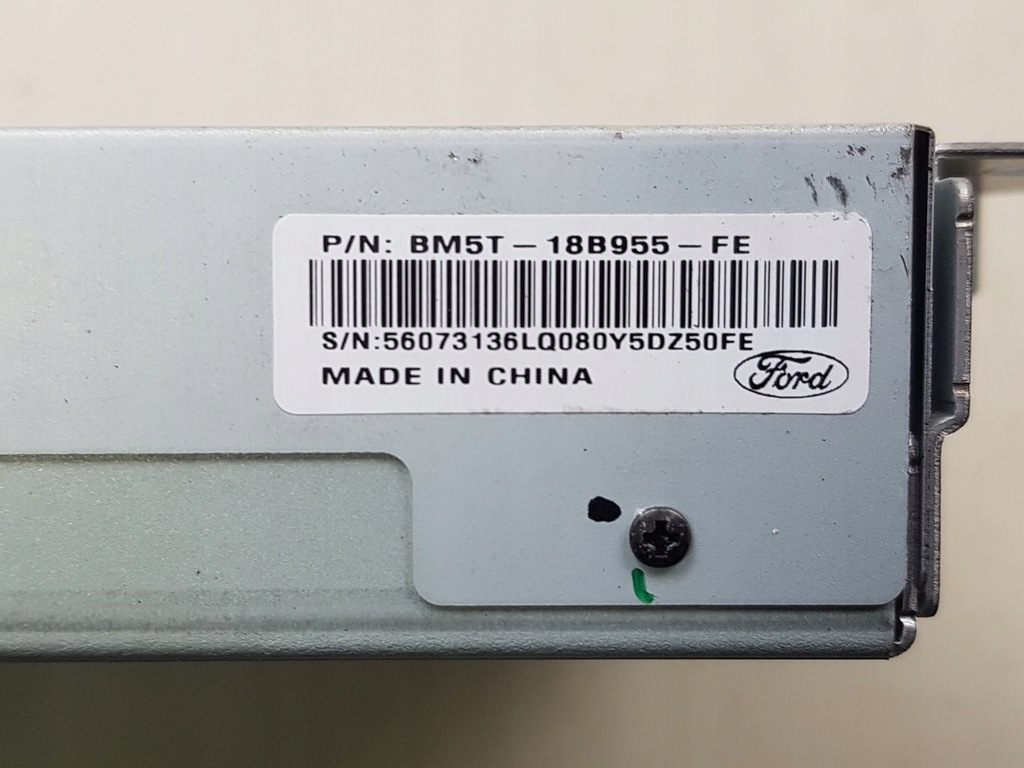 P/N: BM5T-18B955-FE
S/N:56073136LQ080Y5DZ50FE
MADE IN CHINA
Ford